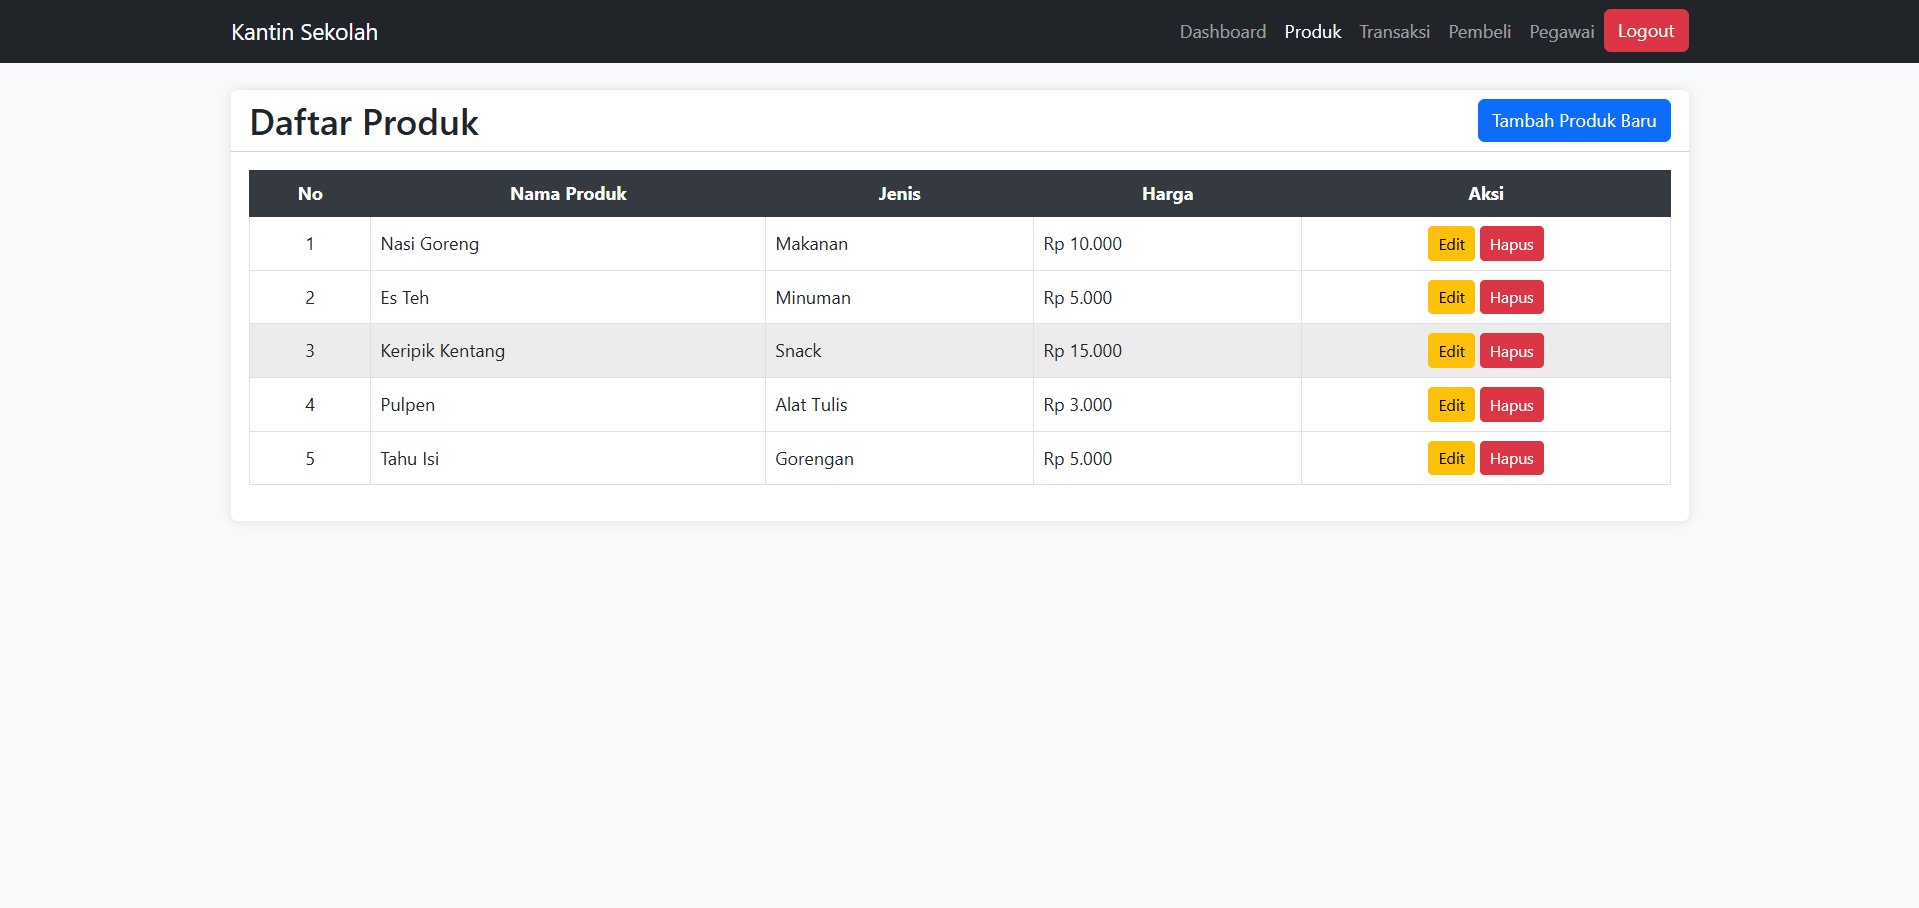 Kantin Sekolah Dashboard Produk Transaksi Pembeli Pegawai Logout
Daftar Produk Tambah Produk Baru
No Nama Produk Jenis Harga Aksi
1 Nasi Goreng Makanan Rp 10.000 Edit Hapus
2 Es Teh Minuman Rp 5.000 Edit Hapus
3 Keripik Kentang Snack Rp 15.000 Edit Hapus
4 Pulpen Alat Tulis Rp 3.000 Edit Hapus
5 Tahu Isi Gorengan Rp 5.000 Edit Hapus